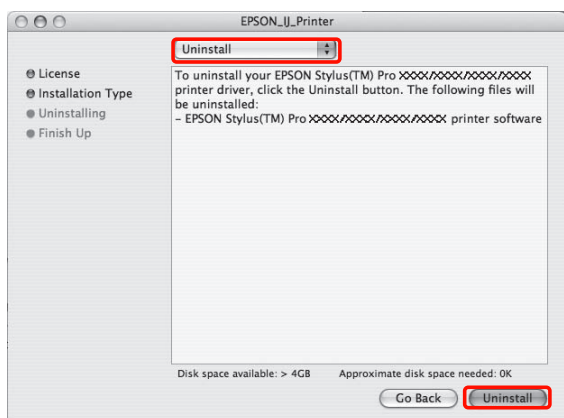 EPSON_IJ_Printer
Uninstall
License
Installation Type
Uninstalling
Finish Up
To uninstall your EPSON Stylus(TM) Pro XXXX/XXXX/XXXX/XXXX
printer driver, click the Uninstall button. The following files will
be uninstalled:
– EPSON Stylus(TM) Pro XXXX/XXXX/XXXX/XXXX printer software
Disk space available: > 4GB
Approximate disk space needed: 0K
Go Back
Uninstall